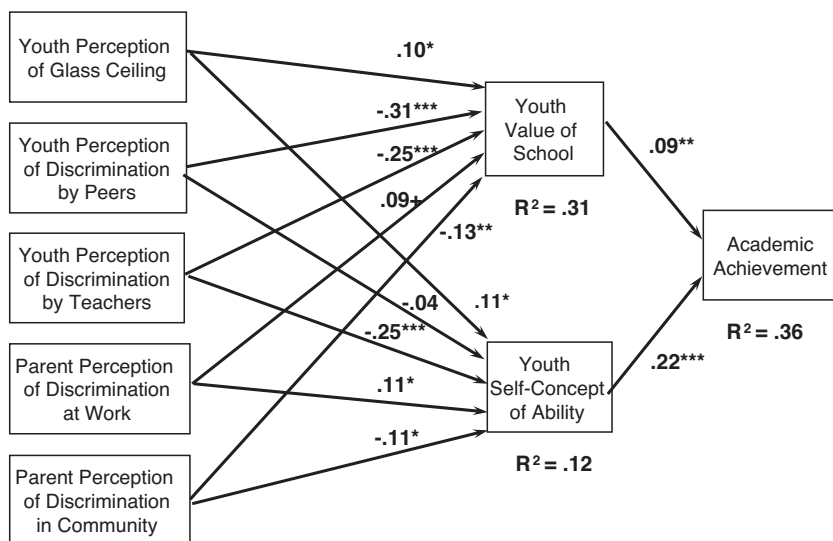 Youth Perception
of Glass Ceiling
Youth Perception
of Discrimination
by Peers
Youth Perception
of Discrimination
by Teachers
Parent Perception
of Discrimination
at Work
Parent Perception
of Discrimination
in Community
.10*
-.31***
-.25***
.09+
-.13**
-.04
.11*
-.25***
.11*
-.11*
Youth
Value of
School
R² = .31
Youth
Self-Concept
of Ability
R² = .12
.09**
.22***
Academic
Achievement
R² = .36